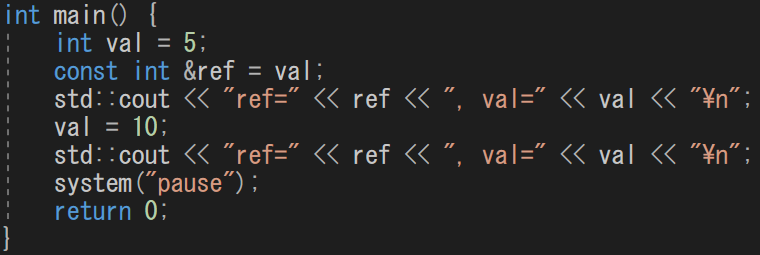 int main() {
    int val = 5;
    const int &ref = val;
    std::cout << "ref=" << ref << ", val=" << val << "¥n";
    val = 10;
    std::cout << "ref=" << ref << ", val=" << val << "¥n";
    system("pause");
    return 0;
}